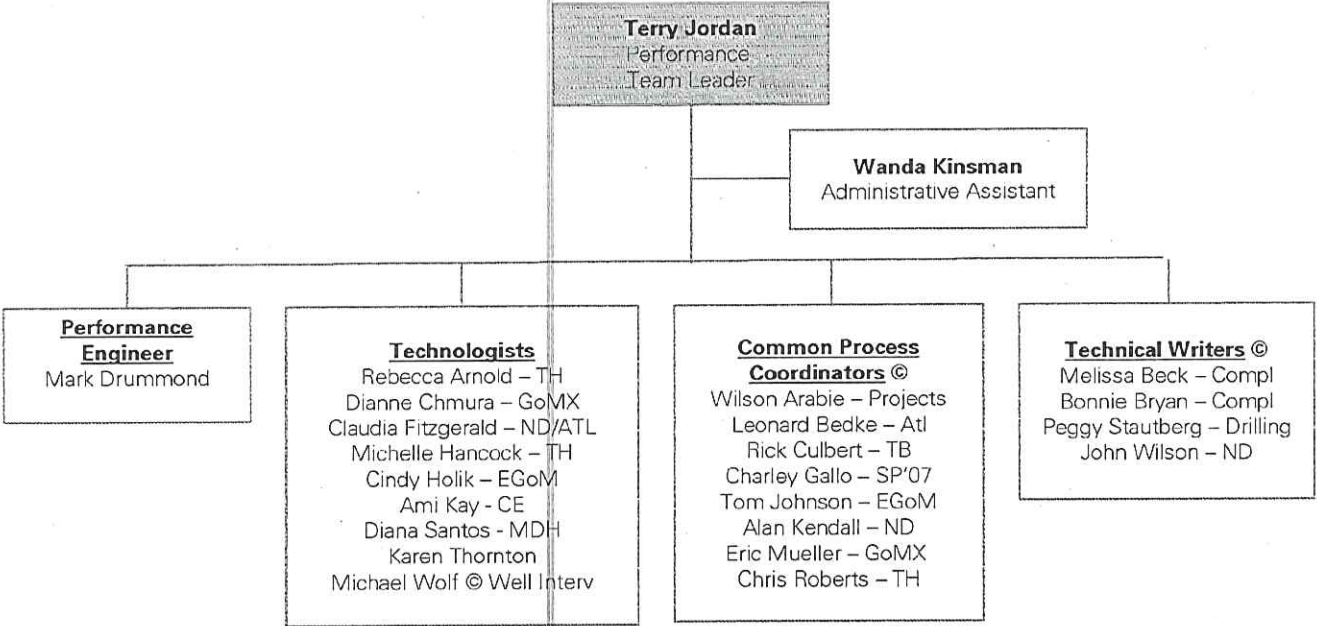 Terry Jordan
Performance
Team Leader
Wanda Kinsman
Administrative Assistant
Performance
Engineer
Mark Drummond
Technologists
Rebecca Arnold – TH
Dianne Chmura – GoMX
Claudia Fitzgerald – ND/ATL
Michelle Hancock – TH
Cindy Holik – EGoM
Ami Kay - CE
Diana Santos - MDH
Karen Thornton
Michael Wolf © Well Interv
Common Process
Coordinators ©
Wilson Arabie – Projects
Leonard Bedke – Atl
Rick Culbert – TB
Charley Gallo – SP'07
Tom Johnson – EGoM
Alan Kendall – ND
Eric Mueller – GoMX
Chris Roberts – TH
Technical Writers ©
Melissa Beck – Compl
Bonnie Bryan – Compl
Peggy Stautberg – Drilling
John Wilson – ND